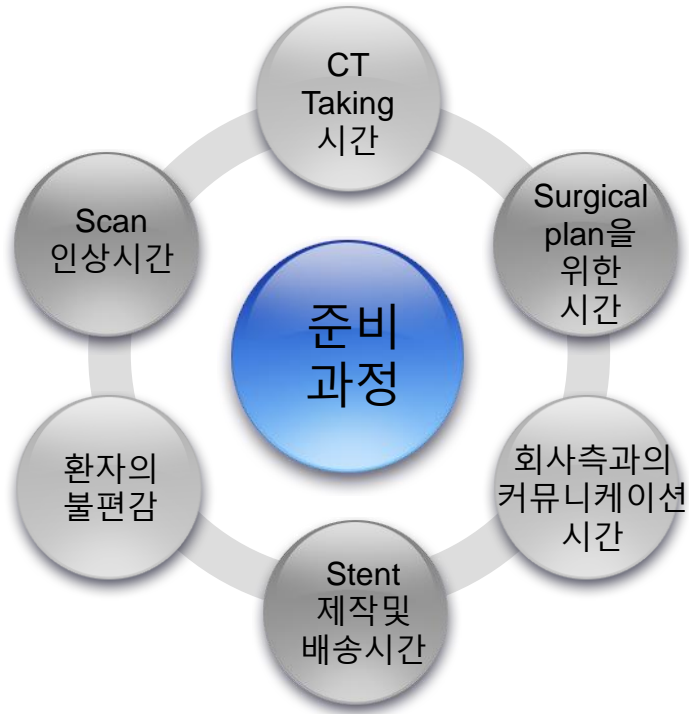 CT
Taking
시간
Surgical
plan을
위한
시간
회사측과의
커뮤니케이션
시간
Stent
제작및
배송시간
환자의
불편감
Scan
인상시간
준비
과정